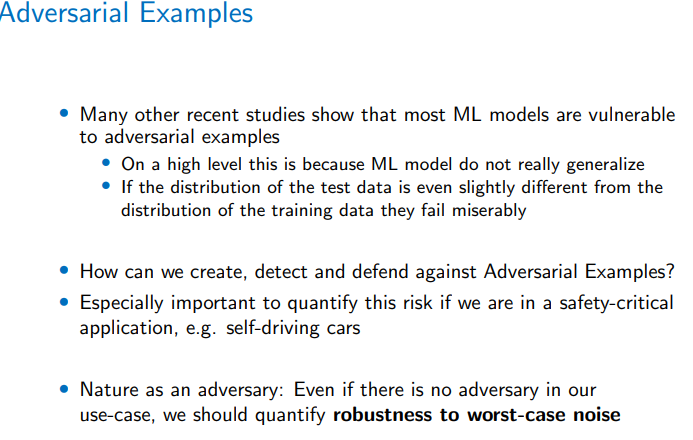 Adversarial Examples
• Many other recent studies show that most ML models are vulnerable
to adversarial examples
• On a high level this is because ML model do not really generalize
• If the distribution of the test data is even slightly different from the
distribution of the training data they fail miserably
• How can we create, detect and defend against Adversarial Examples?
• Especially important to quantify this risk if we are in a safety-critical
application, e.g. self-driving cars
• Nature as an adversary: Even if there is no adversary in our
use-case, we should quantify robustness to worst-case noise